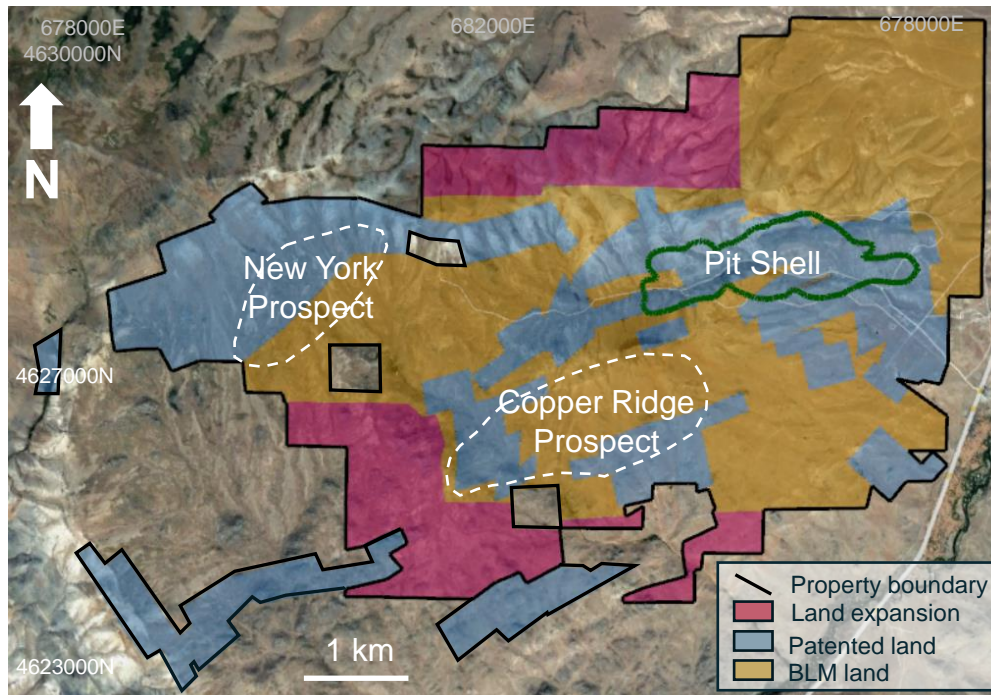 678000E
4630000N
682000E
678000E
N
New York
Prospect
Pit Shell
4627000N
Copper Ridge
Prospect
4623000N
1 km
Property boundary
Land expansion
Patented land
BLM land